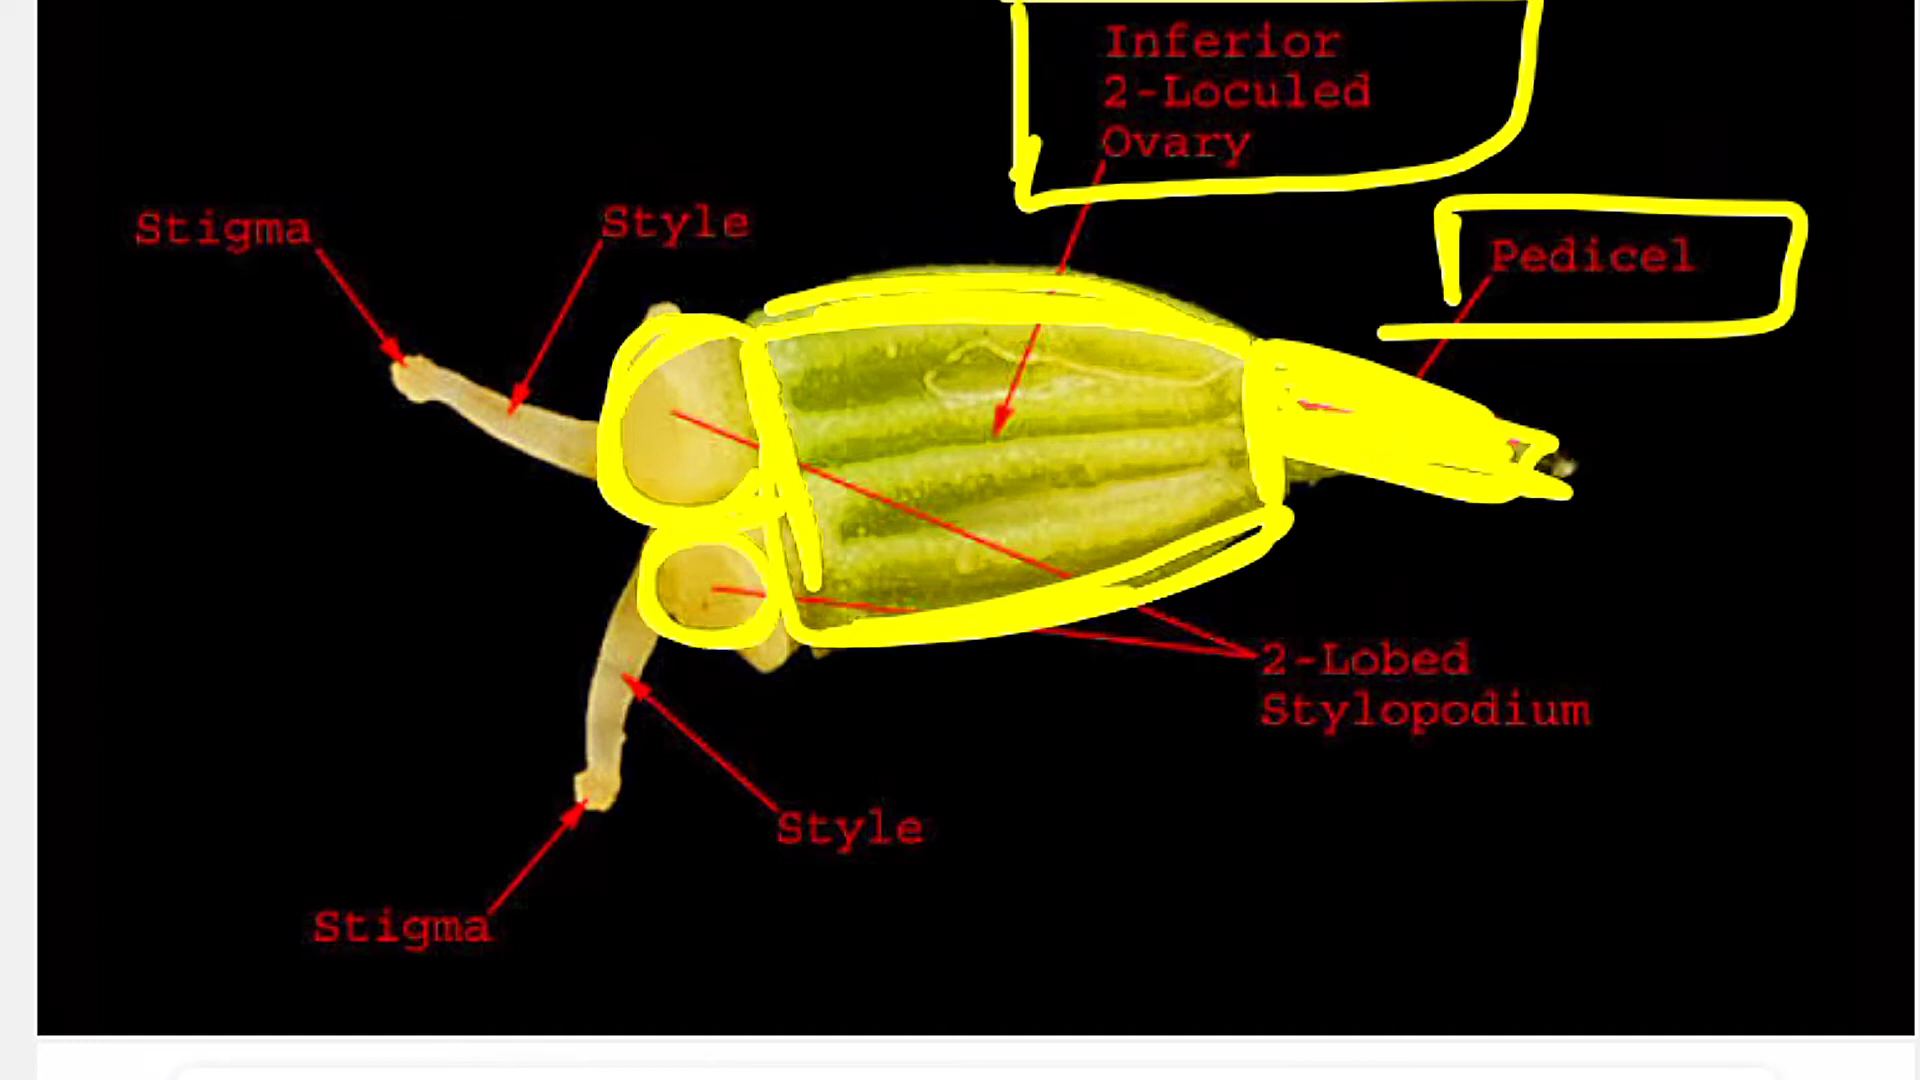 Inferior
2-Loculed
Ovary
Stigma
Style
Pedicel
2-Lobed
Stylopodium
Style
Stigma